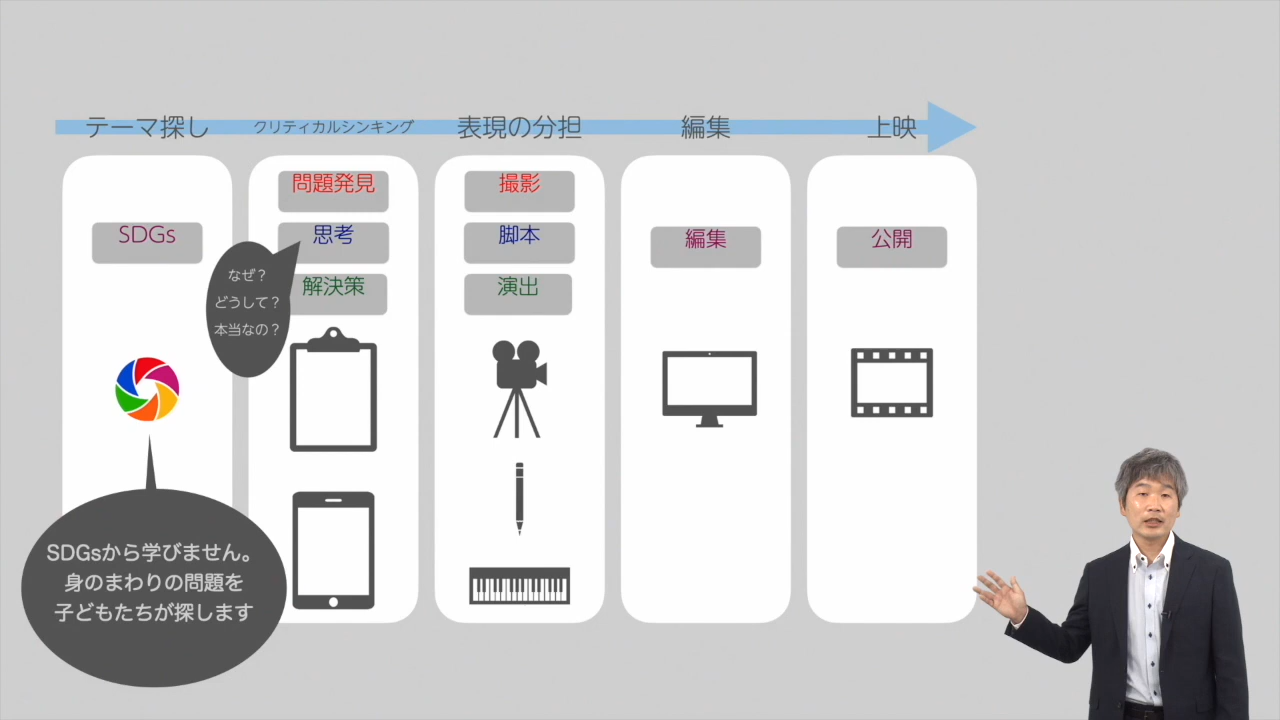 テーマ探し
クリティカルシンキング
表現の分担
編集
上映
SDGs
問題発見
思考
解決策
なぜ？
どうして？
本当なの？
撮影
脚本
演出
編集
公開
SDGsから学びません。
身のまわりの問題を
子どもたちが探します